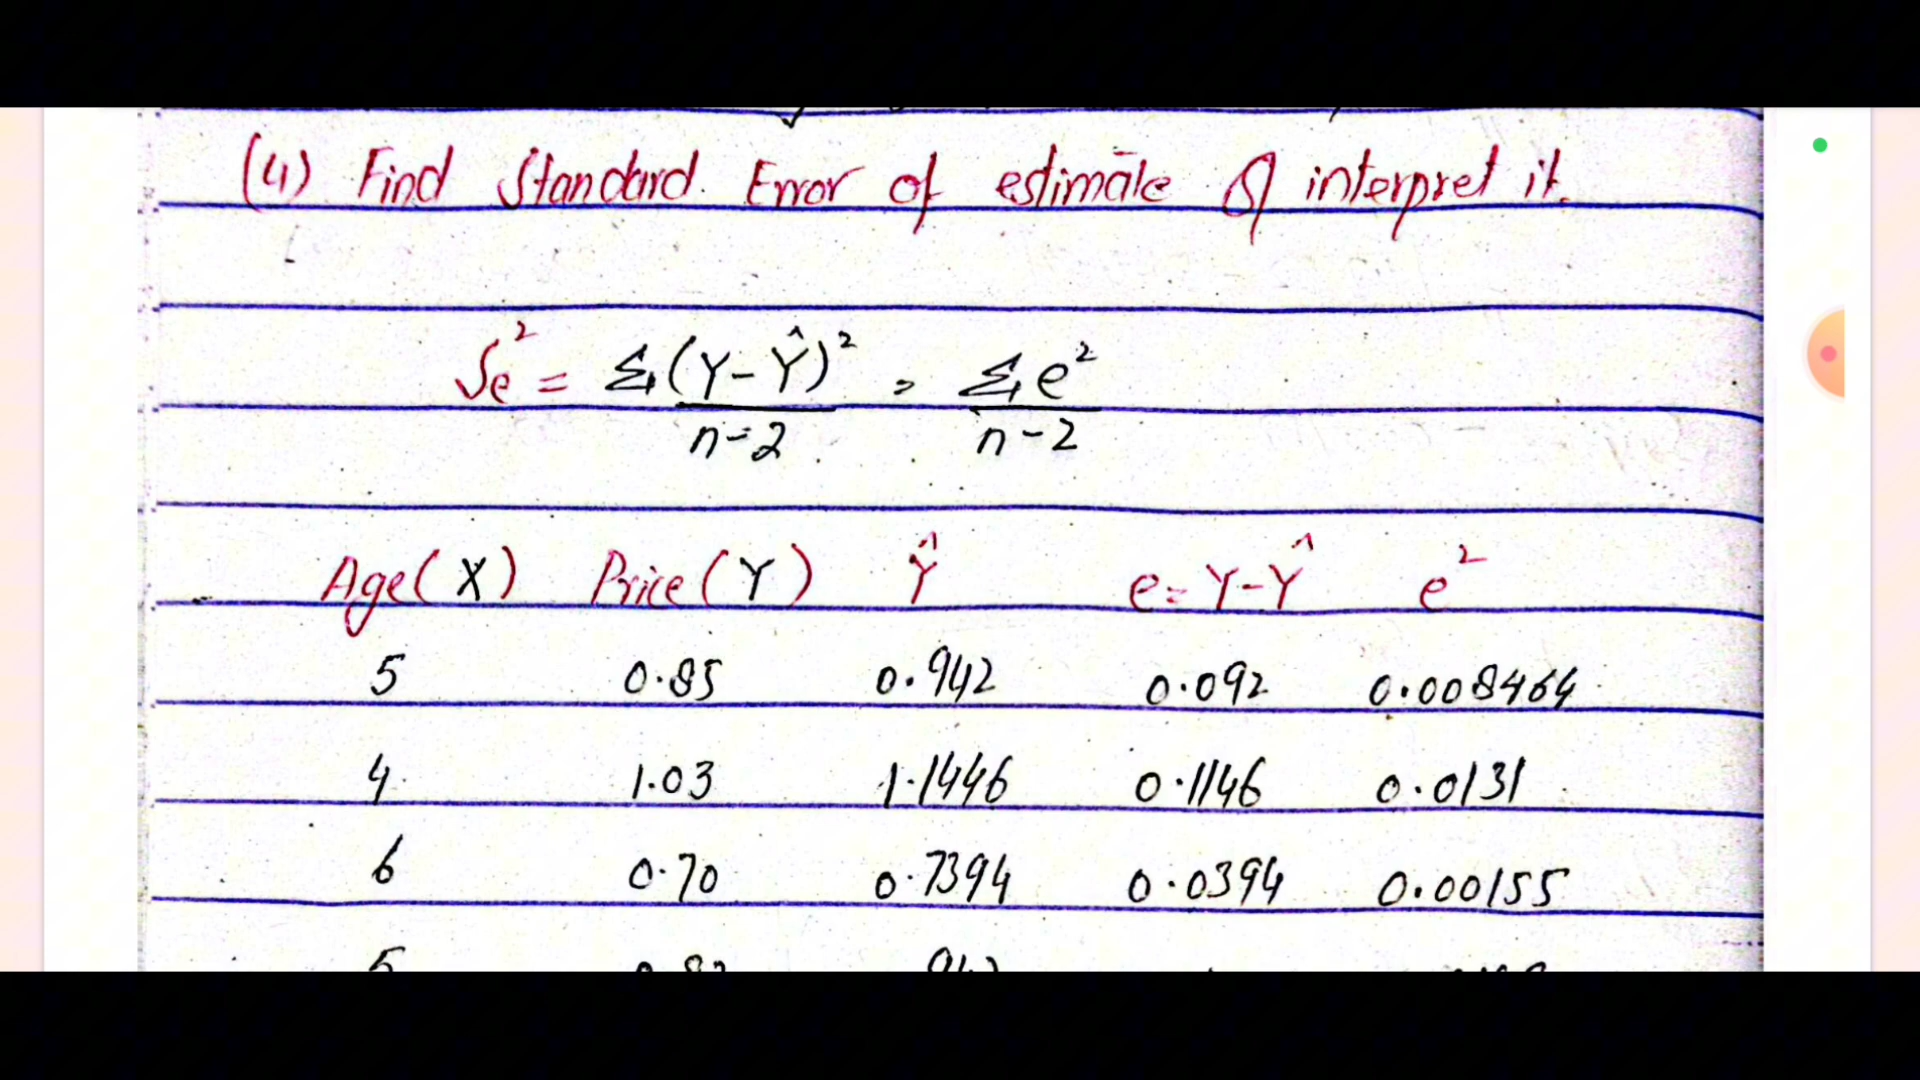 (4) Find Standard Error of estimate & interpret it.
Se² = Σ(Y-Ŷ)² = Σe²
n-2 n-2
Age(X) Price(Y) Ŷ e=Y-Ŷ e²
5 0.85 0.942 0.092 0.008464
4 1.03 1.1446 0.1146 0.0131
6 0.70 0.7394 0.0394 0.00155